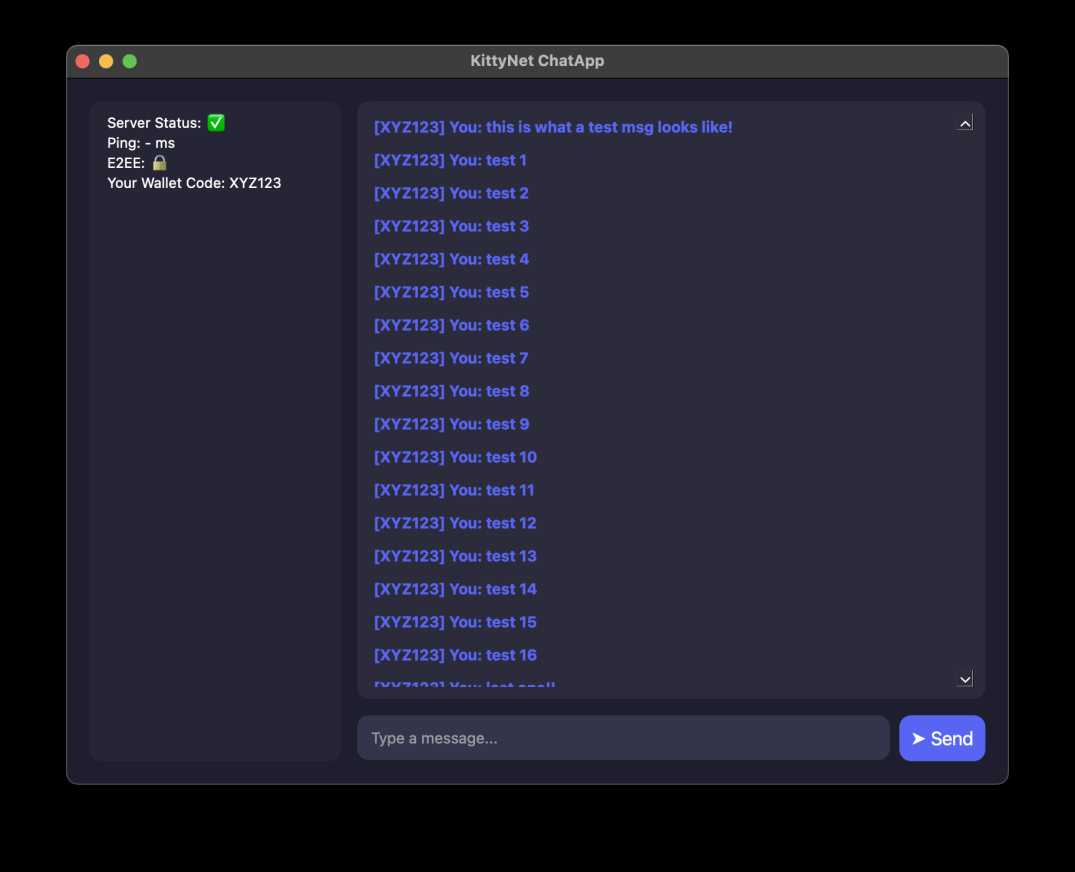 KittyNet ChatApp
Server Status: ✅
Ping: - ms
E2EE: 🔒
Your Wallet Code: XYZ123
[XYZ123] You: this is what a test msg looks like!
[XYZ123] You: test 1
[XYZ123] You: test 2
[XYZ123] You: test 3
[XYZ123] You: test 4
[XYZ123] You: test 5
[XYZ123] You: test 6
[XYZ123] You: test 7
[XYZ123] You: test 8
[XYZ123] You: test 9
[XYZ123] You: test 10
[XYZ123] You: test 11
[XYZ123] You: test 12
[XYZ123] You: test 13
[XYZ123] You: test 14
[XYZ123] You: test 15
[XYZ123] You: test 16
[XYZ123] You:
Type a message...
➤ Send